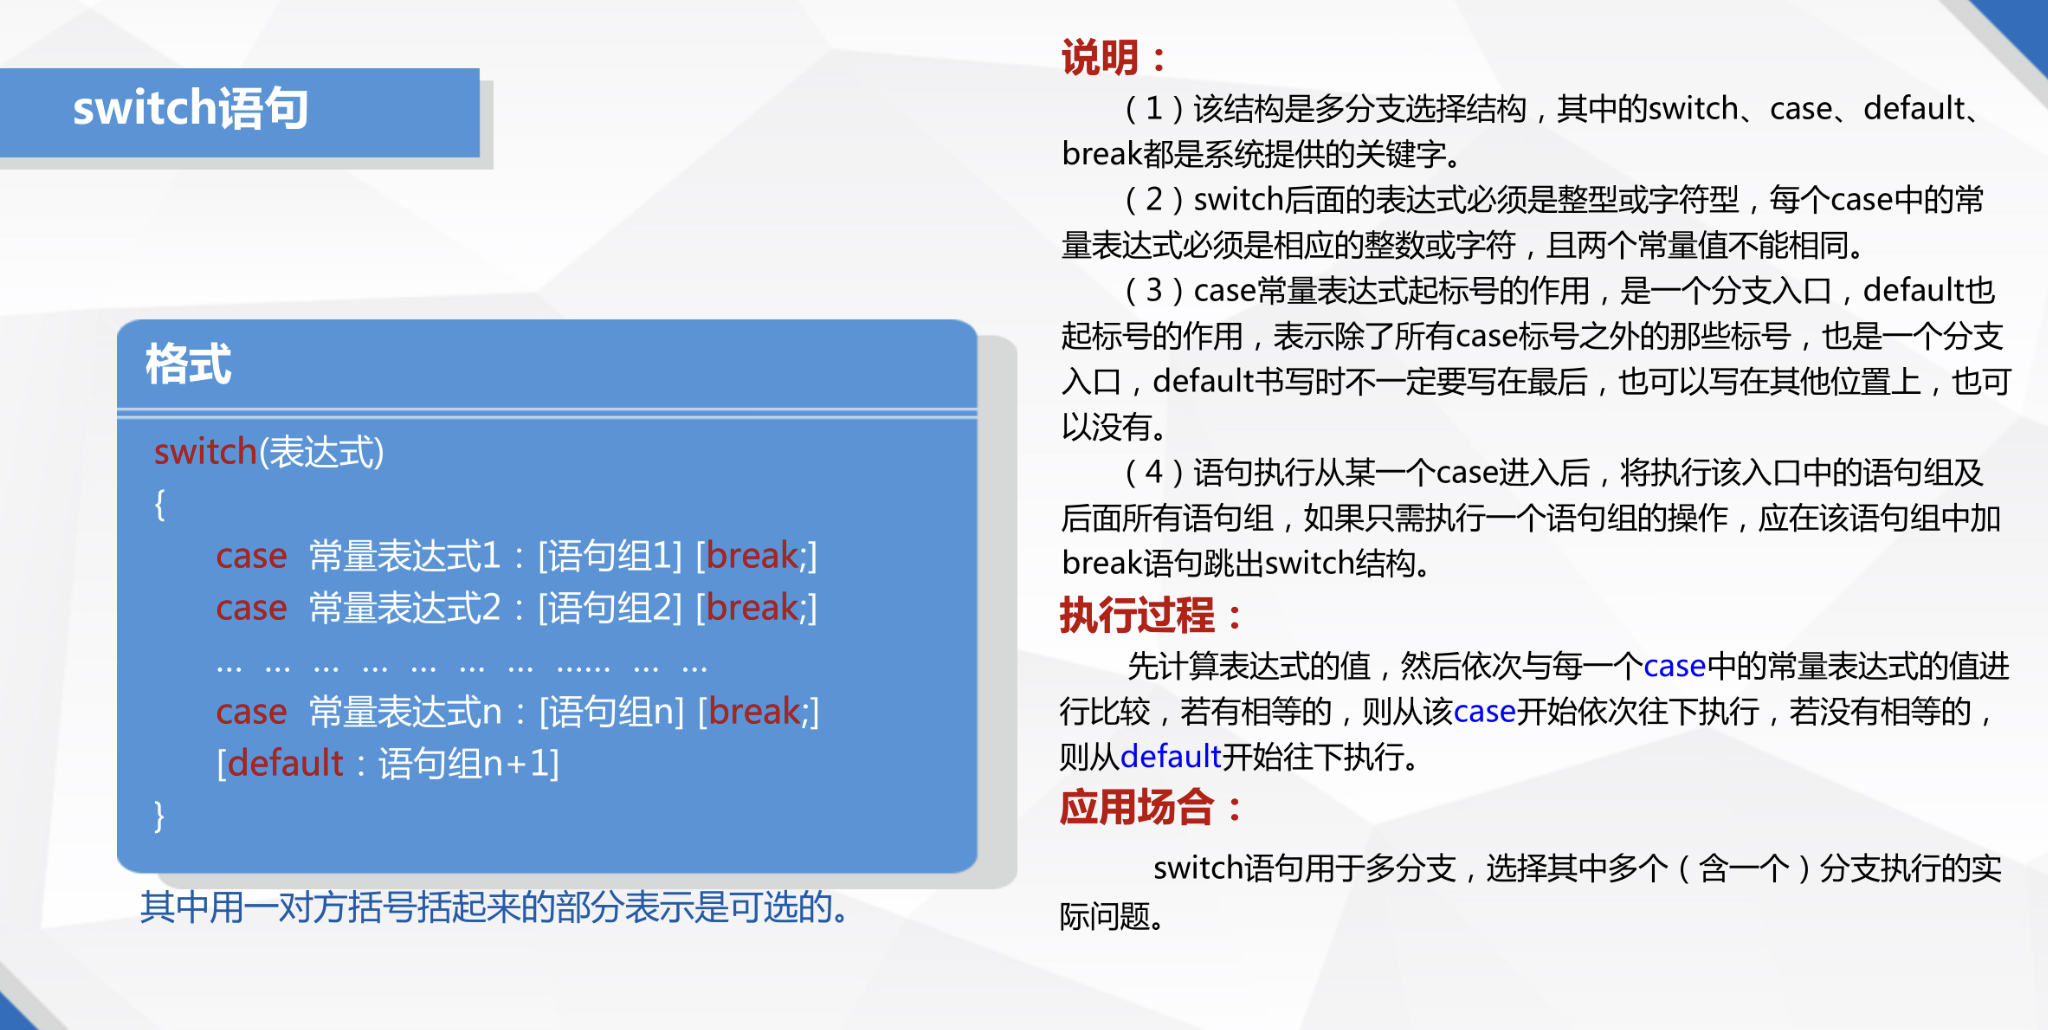 switch语句
格式
switch(表达式)
{
case 常量表达式1：[语句组1] [break;]
case 常量表达式2：[语句组2] [break;]
... ... ... ... ... ... ... ...... ... ...
case 常量表达式n：[语句组n] [break;]
[default：语句组n+1]
}
其中用一对方括号括起来的部分表示是可选的。
说明：
（1）该结构是多分支选择结构，其中的switch、case、default、
break都是系统提供的关键字。
（2）switch后面的表达式必须是整型或字符型，每个case中的常
量表达式必须是相应的整数或字符，且两个常量值不能相同。
（3）case常量表达式起标号的作用，是一个分支入口，default也
起标号的作用，表示除了所有case标号之外的那些标号，也是一个分支
入口，default书写时不一定要写在最后，也可以写在其他位置上，也可
以没有。
（4）语句执行从某一个case进入后，将执行该入口中的语句组及
后面所有语句组，如果只需执行一个语句组的操作，应在该语句组中加
break语句跳出switch结构。
执行过程：
先计算表达式的值，然后依次与每一个case中的常量表达式的值进
行比较，若有相等的，则从该case开始依次往下执行，若没有相等的，
则从default开始往下执行。
应用场合：
switch语句用于多分支，选择其中多个（含一个）分支执行的实
际问题。